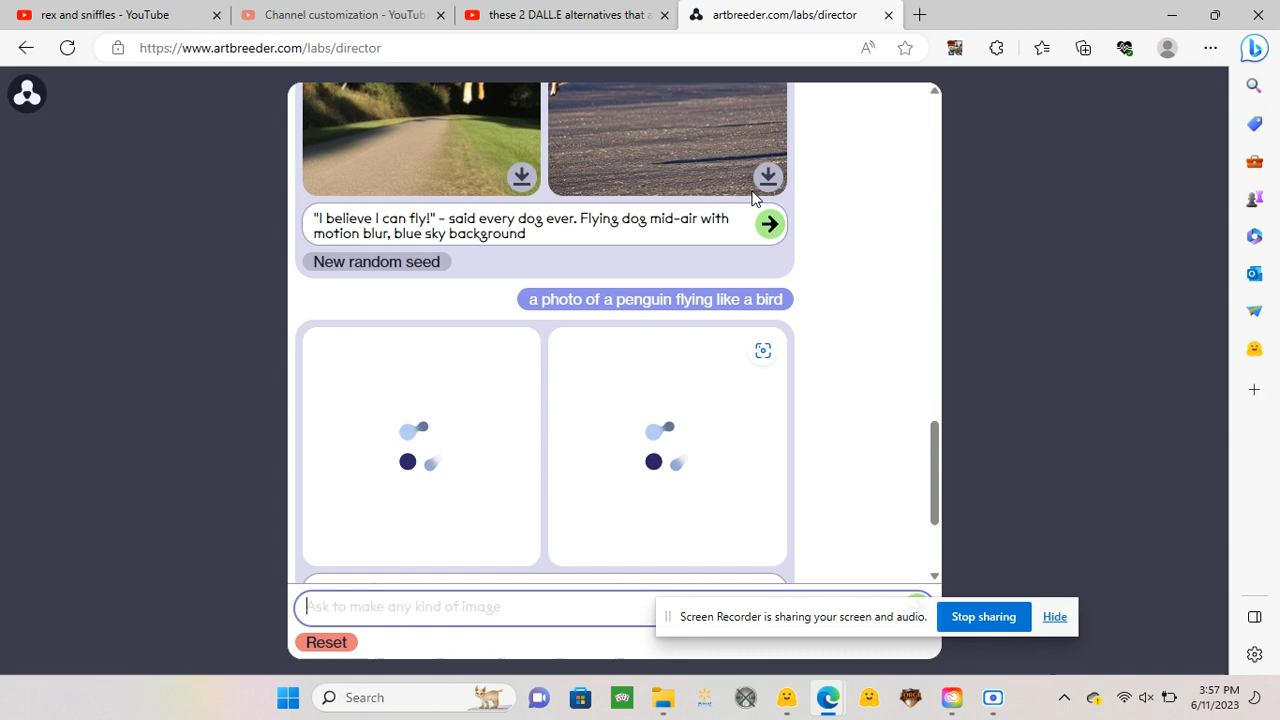 rex and sniffles - YouTube
Channel customization - YouTub
these 2 DALL.E alternatives that a
artbreeder.com/labs/director
https://www.artbreeder.com/labs/director
"I believe I can fly!" - said every dog ever. Flying dog mid-air with
motion blur, blue sky background
New random seed
a photo of a penguin flying like a bird
Ask to make any kind of image
Screen Recorder is sharing your screen and audio.
Stop sharing
Hide
Reset
Search
3:57 PM
6/11/2023